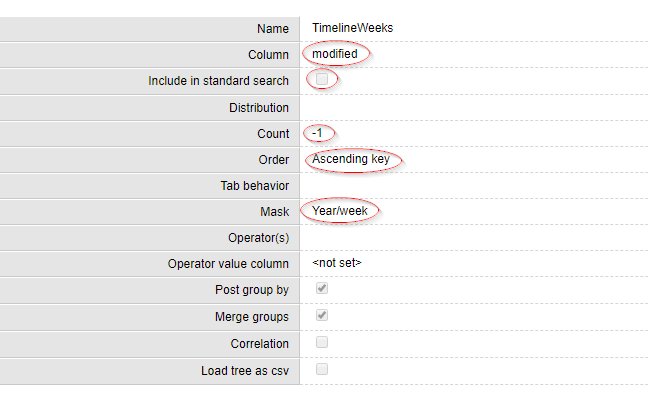 Name TimelineWeeks
Column modified
Include in standard search
Distribution
Count -1
Order Ascending key
Tab behavior
Mask Year/week
Operator(s)
Operator value column <not set>
Post group by
Merge groups
Correlation
Load tree as csv